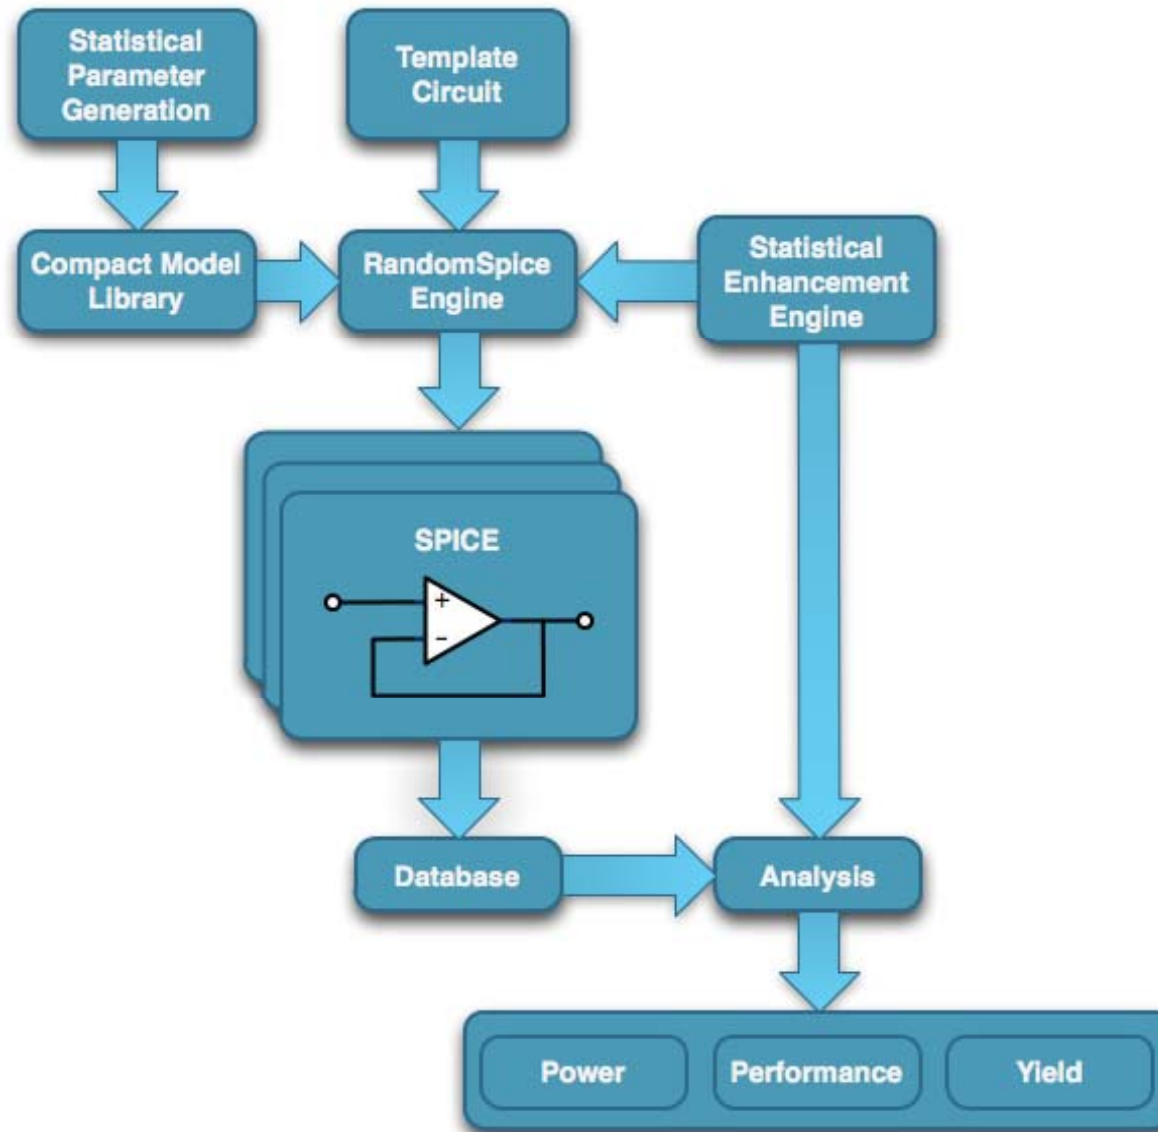 Statistical
Parameter
Generation
Template
Circuit
Compact Model
Library
RandomSpice
Engine
Statistical
Enhancement
Engine
SPICE
+
-
Database
Analysis
Power
Performance
Yield